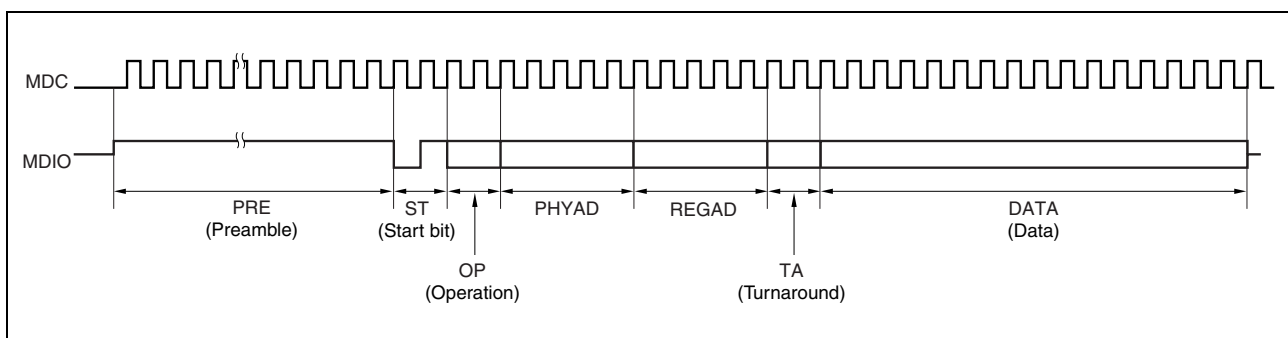 MDC
MDIO
PRE
(Preamble)
ST
(Start bit)
OP
(Operation)
PHYAD
REGAD
TA
(Turnaround)
DATA
(Data)